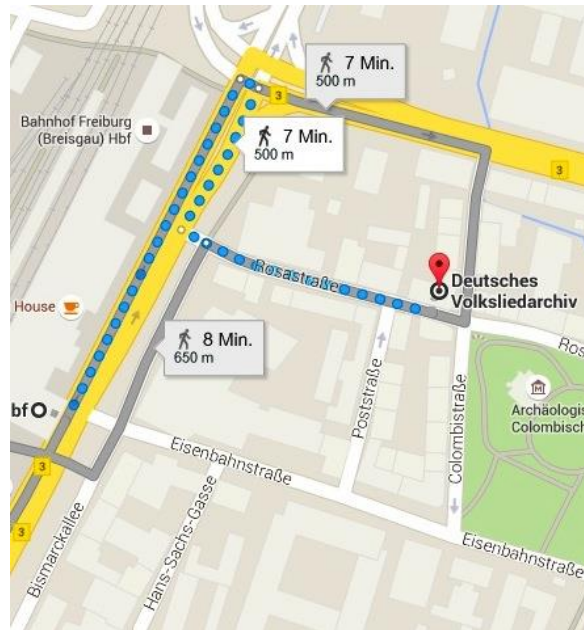 7 Min.
500 m
3
Bahnhof Freiburg
(Breisgau) Hbf
7 Min.
500 m
3
Rosastraße
Deutsches
Volksliedarchiv
House
8 Min.
650 m
Ros
bf
Poststraße
Colombistraße
Archäologis
Colombisch
3
Eisenbahnstraße
3
Bismarckallee
Hans-Sachs-Gasse
Eisenbahnstraße